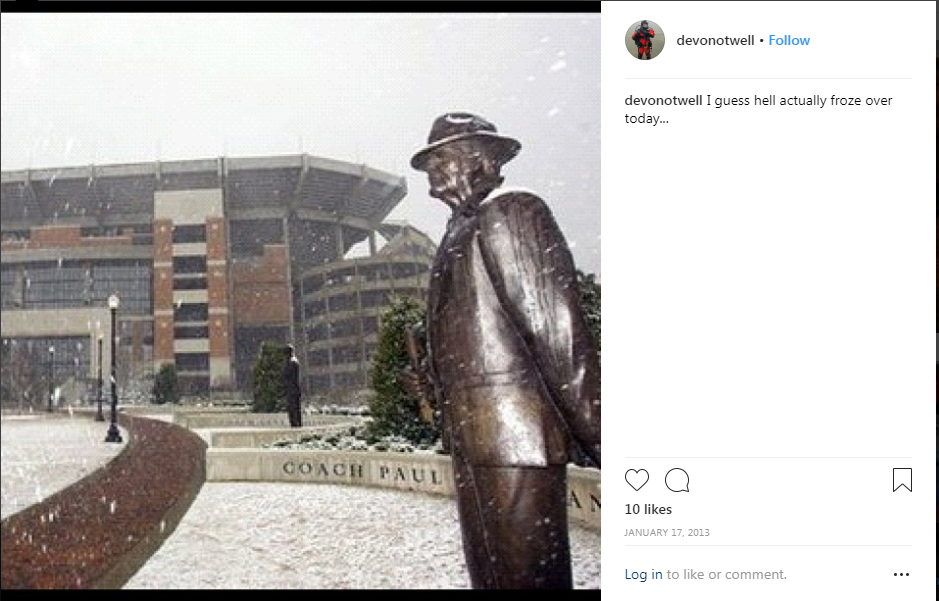 devonotwell • Follow
devonotwell I guess hell actually froze over
today...
COACH PAUL
AN
10 likes
JANUARY 17, 2013
Log in to like or comment.